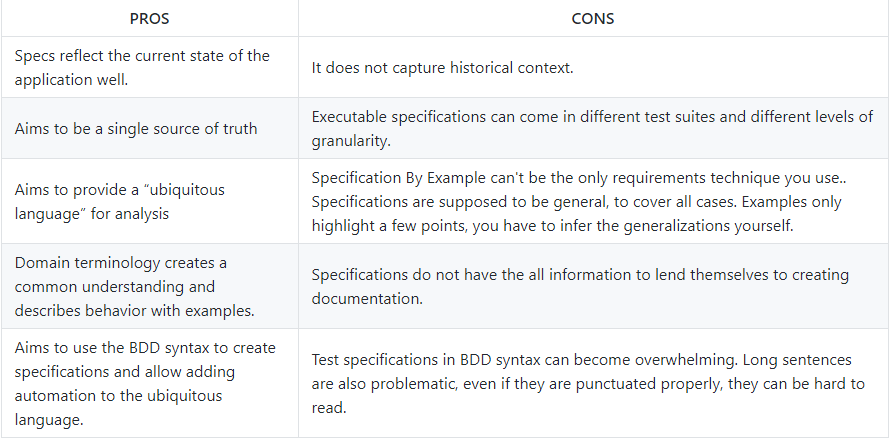 PROS
CONS
Specs reflect the current state of the
application well.
It does not capture historical context.
Aims to be a single source of truth
Executable specifications can come in different test suites and different levels of
granularity.
Aims to provide a “ubiquitous
language” for analysis
Specification By Example can't be the only requirements technique you use..
Specifications are supposed to be general, to cover all cases. Examples only
highlight a few points, you have to infer the generalizations yourself.
Domain terminology creates a
common understanding and
describes behavior with examples.
Specifications do not have the all information to lend themselves to creating
documentation.
Aims to use the BDD syntax to create
specifications and allow adding
automation to the ubiquitous
language.
Test specifications in BDD syntax can become overwhelming. Long sentences
are also problematic, even if they are punctuated properly, they can be hard to
read.